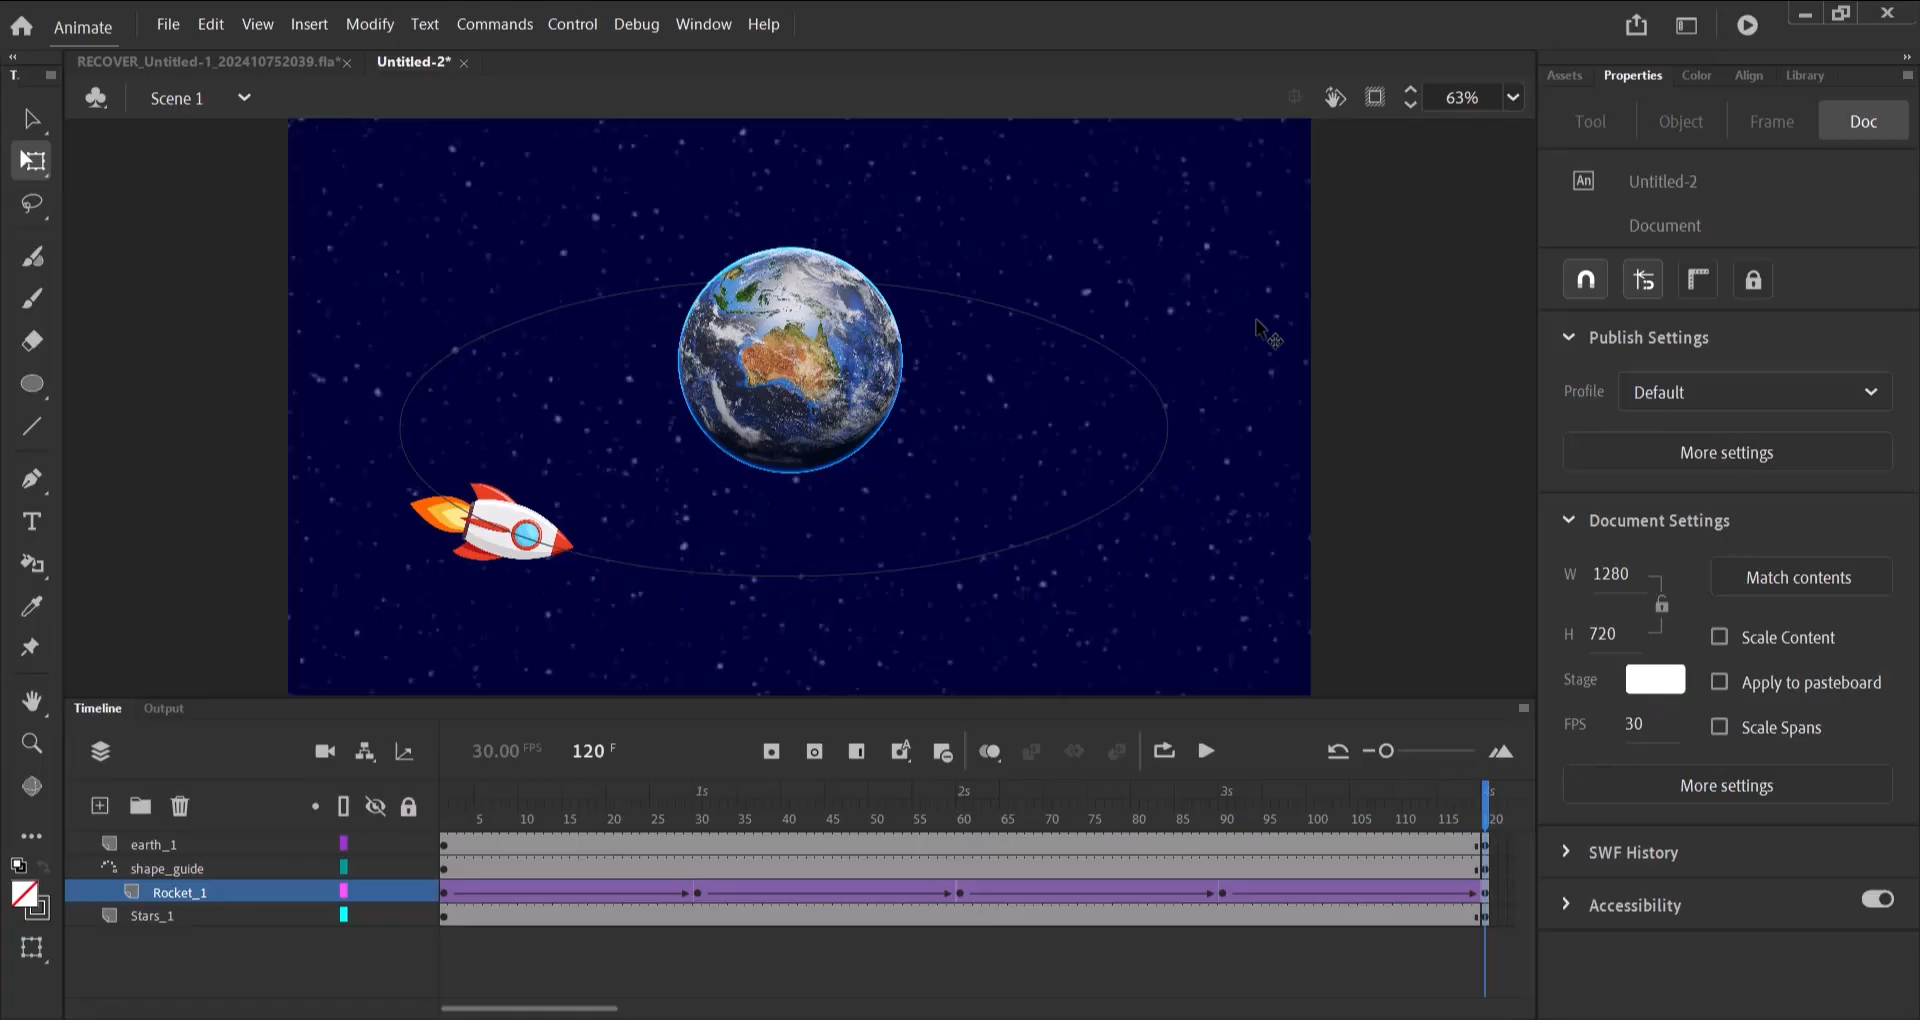 Animate File Edit View Insert Modify Text Commands Control Debug Window Help
RECOVER_Untitled-1_202410752039.fla* Untitled-2*
Scene 1 63%
T.
Assets Properties Color Align Library
Tool Object Frame Doc
An Untitled-2
Document
Publish Settings
Profile Default
More settings
Document Settings
W 1280 Match contents
H 720 Scale Content
Stage Apply to pasteboard
FPS 30 Scale Spans
More settings
SWF History
Accessibility
Timeline Output
30.00 FPS 120 F
1s 2s 3s 4s
5 10 15 20 25 30 35 40 45 50 55 60 65 70 75 80 85 90 95 100 105 110 115 120
earth_1
shape_guide
Rocket_1
Stars_1